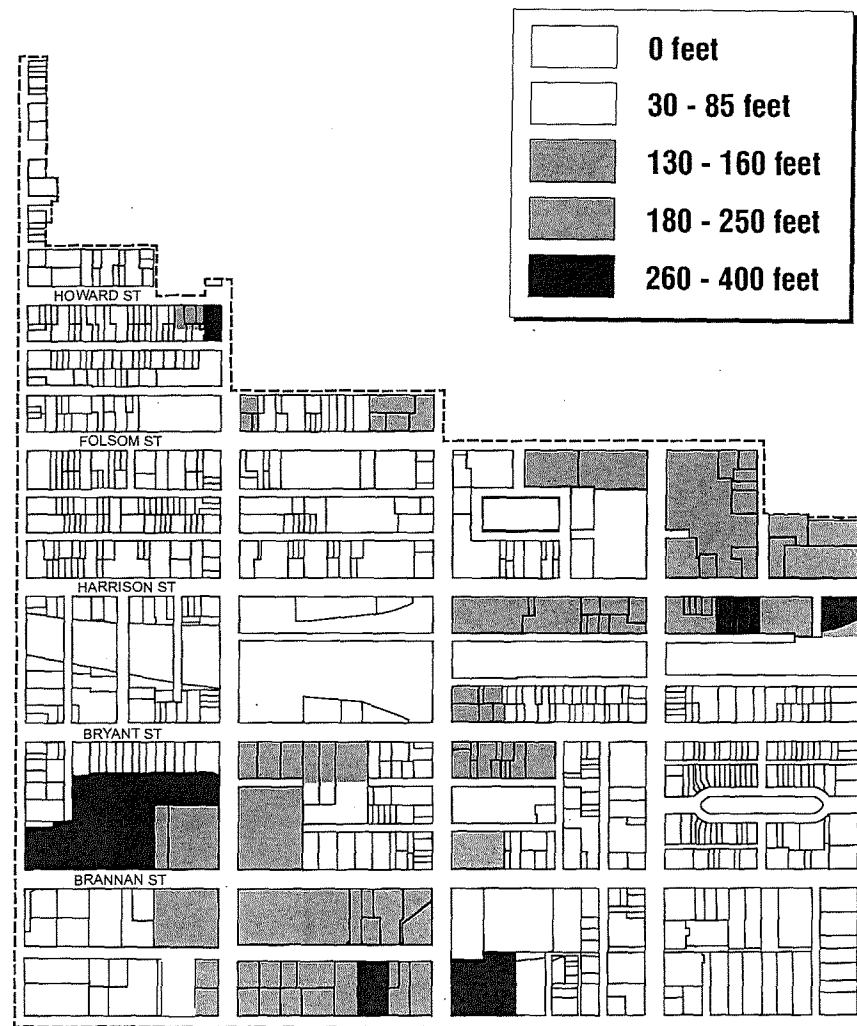 0 feet
30 - 85 feet
130 - 160 feet
180 - 250 feet
260 - 400 feet
HOWARD ST
FOLSOM ST
HARRISON ST
BRYANT ST
BRANNAN ST